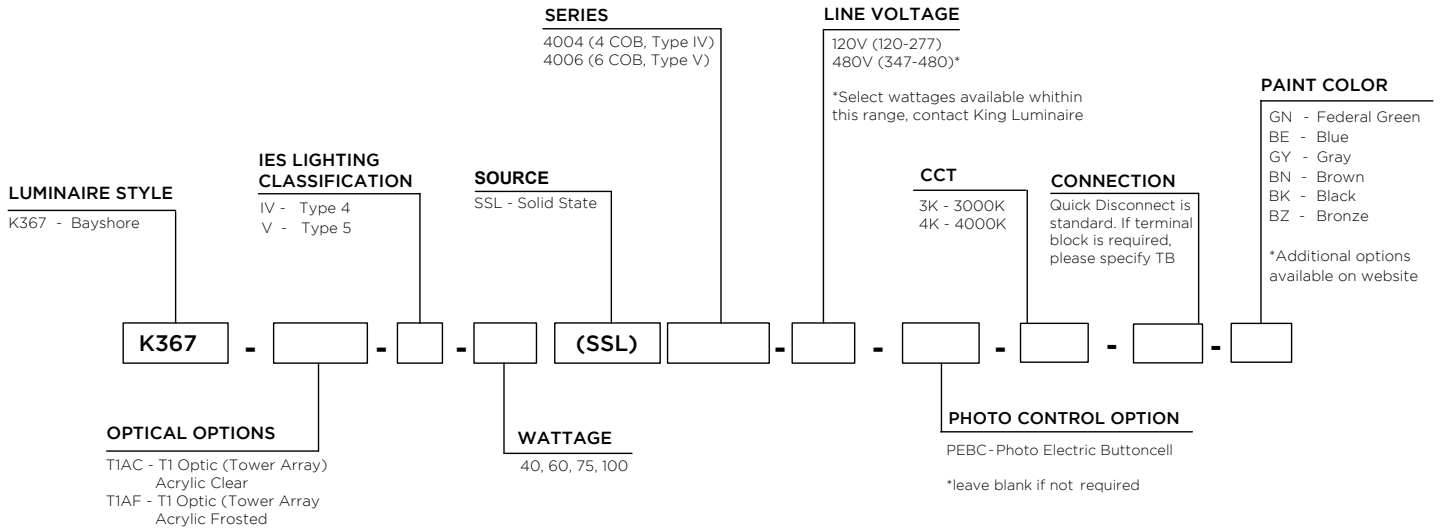 SERIES
4004 (4 COB, Type IV)
4006 (6 COB, Type V)
LINE VOLTAGE
120V (120-277)
480V (347-480)*
*Select wattages available whithin
this range, contact King Luminaire
PAINT COLOR
GN - Federal Green
BE - Blue
GY - Gray
BN - Brown
BK - Black
BZ - Bronze
*Additional options
available on website
IES LIGHTING
CLASSIFICATION
IV - Type 4
V - Type 5
SOURCE
SSL - Solid State
CCT
3K - 3000K
4K - 4000K
CONNECTION
Quick Disconnect is
standard. If terminal
block is required,
please specify TB
LUMINAIRE STYLE
K367 - Bayshore
K367 - - - (SSL) - - - - -
OPTICAL OPTIONS
T1AC - T1 Optic (Tower Array)
Acrylic Clear
T1AF - T1 Optic (Tower Array
Acrylic Frosted
WATTAGE
40, 60, 75, 100
PHOTO CONTROL OPTION
PEBC-Photo Electric Buttoncell
*leave blank if not required